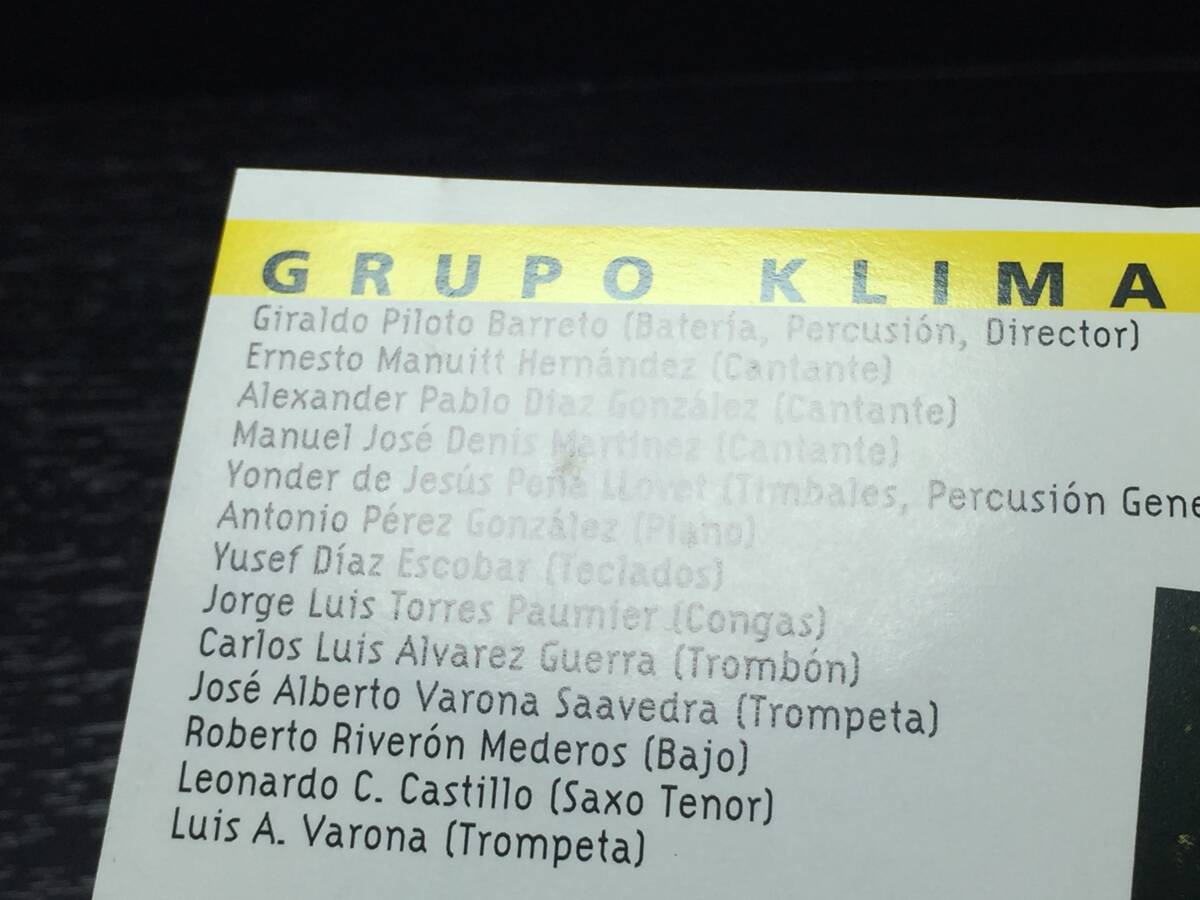 GRUPO KLIMA
Giraldo Piloto Barreto (Batería, Percusión, Director)
Ernesto Manuitt Hernández (Cantante)
Alexander Pablo Díaz González (Cantante)
Manuel José Denis Martínez (Cantante)
Yonder de Jesús Peña LLovet (Timbales, Percusión Gene
Antonio Pérez González (Piano)
Yusef Díaz Escobar (Teclados)
Jorge Luis Torres Paumier (Congas)
Carlos Luis Alvarez Guerra (Trombón)
José Alberto Varona Saavedra (Trompeta)
Roberto Riverón Mederos (Bajo)
Leonardo C. Castillo (Saxo Tenor)
Luis A. Varona (Trompeta)